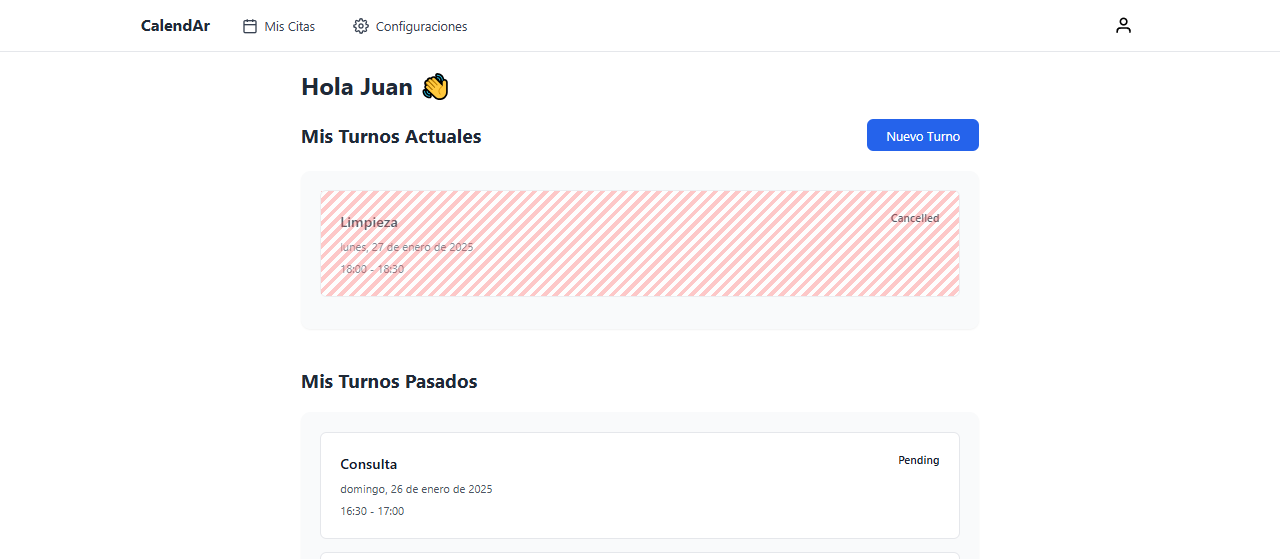 CalendAr Mis Citas Configuraciones
Hola Juan 👋
Mis Turnos Actuales Nuevo Turno
Limpieza Cancelled
lunes, 27 de enero de 2025
18:00 - 18:30
Mis Turnos Pasados
Consulta Pending
domingo, 26 de enero de 2025
16:30 - 17:00